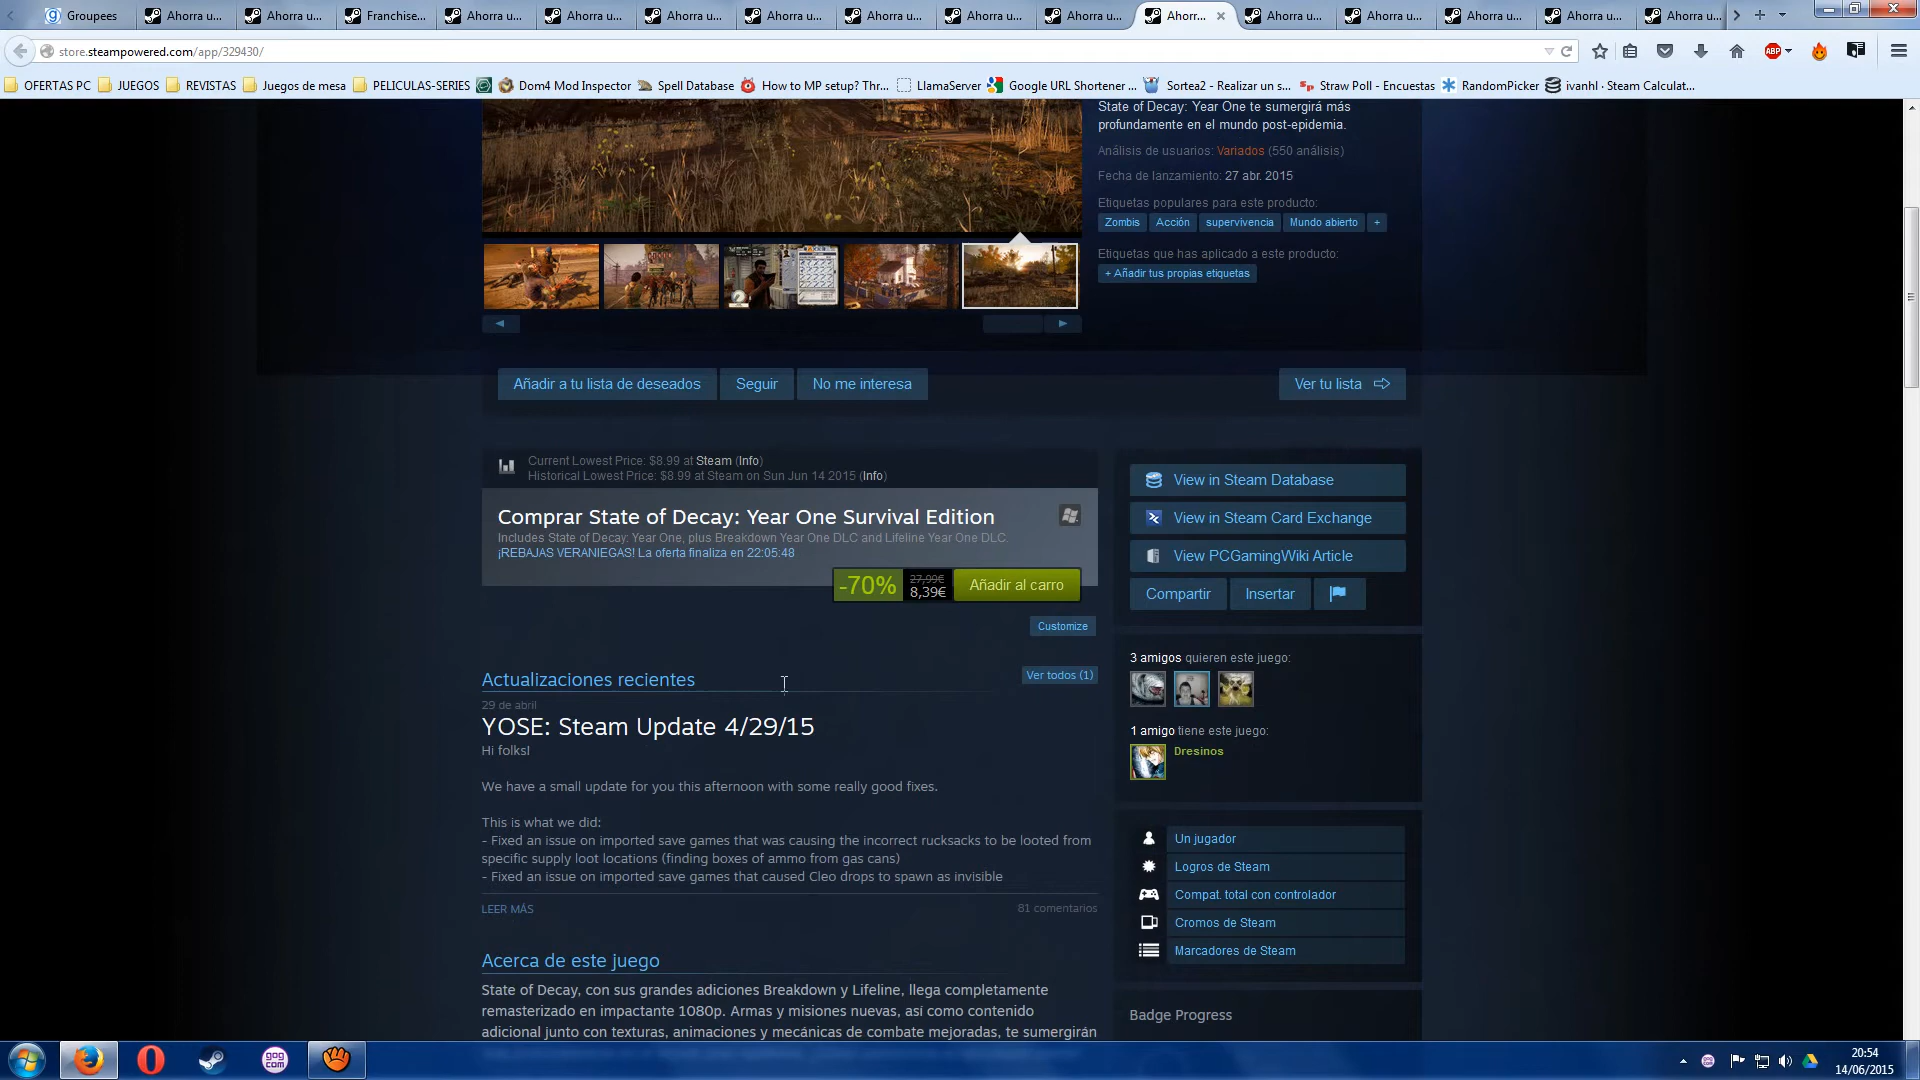 Groupees
Ahorra u...
Ahorra u...
Franchise...
Ahorra u...
Ahorra u...
Ahorra u...
Ahorra u...
Ahorra u...
Ahorra u...
Ahorra u...
Ahorr...
Ahorra u...
Ahorra u...
Ahorra u...
Ahorra u...
Ahorra u...
store.steampowered.com/app/329430/
ABP
OFERTAS PC
JUEGOS
REVISTAS
Juegos de mesa
PELICULAS-SERIES
Dom4 Mod Inspector
Spell Database
How to MP setup? Thr...
LlamaServer
Google URL Shortener ...
Sortea2 - Realizar un s...
Straw Poll - Encuestas
RandomPicker
ivanhl · Steam Calculat...
State of Decay: Year One te sumergirá más
profundamente en el mundo post-epidemia.
Análisis de usuarios: Variados (550 análisis)
Fecha de lanzamiento: 27 abr. 2015
Etiquetas populares para este producto:
Zombis
Acción
supervivencia
Mundo abierto
+
Etiquetas que has aplicado a este producto:
+ Añadir tus propias etiquetas
Añadir a tu lista de deseados
Seguir
No me interesa
Ver tu lista
Current Lowest Price: $8.99 at Steam (Info)
Historical Lowest Price: $8.99 at Steam on Sun Jun 14 2015 (Info)
Comprar State of Decay: Year One Survival Edition
Includes State of Decay: Year One, plus Breakdown Year One DLC and Lifeline Year One DLC.
¡REBAJAS VERANIEGAS! La oferta finaliza en 22:05:48
-70%
27,99€
8,39€
Añadir al carro
Customize
View in Steam Database
View in Steam Card Exchange
View PCGamingWiki Article
Compartir
Insertar
3 amigos quieren este juego:
1 amigo tiene este juego:
Dresinos
Actualizaciones recientes
Ver todos (1)
29 de abril
YOSE: Steam Update 4/29/15
Hi folks!
We have a small update for you this afternoon with some really good fixes.
This is what we did:
- Fixed an issue on imported save games that was causing the incorrect rucksacks to be looted from
specific supply loot locations (finding boxes of ammo from gas cans)
- Fixed an issue on imported save games that caused Cleo drops to spawn as invisible
LEER MÁS
81 comentarios
Un jugador
Logros de Steam
Compat. total con controlador
Cromos de Steam
Marcadores de Steam
Acerca de este juego
State of Decay, con sus grandes adiciones Breakdown y Lifeline, llega completamente
remasterizado en impactante 1080p. Armas y misiones nuevas, así como contenido
adicional junto con texturas, animaciones y mecánicas de combate mejoradas, te sumergirán
Badge Progress
gog.com
20:54
14/06/2015